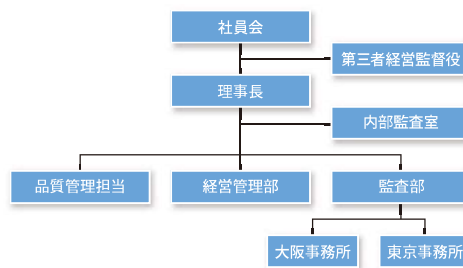 社員会
第三者経営監督役
理事長
内部監査室
品質管理担当
経営管理部
監査部
大阪事務所
東京事務所